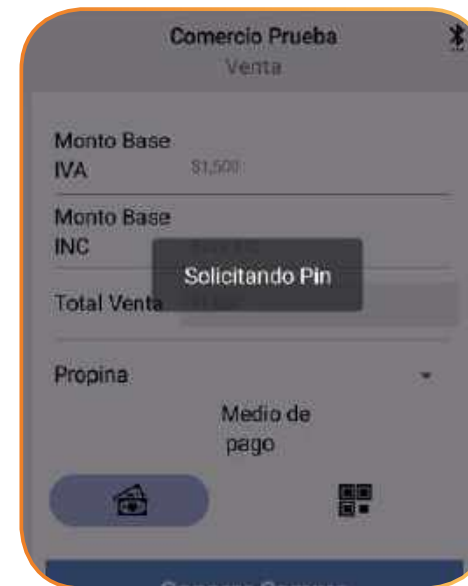 Comercio Prueba
Venta
Monto Base
IVA
$1,500
Monto Base
INC
Solicitando Pin
Total Venta
Propina
Medio de
pago